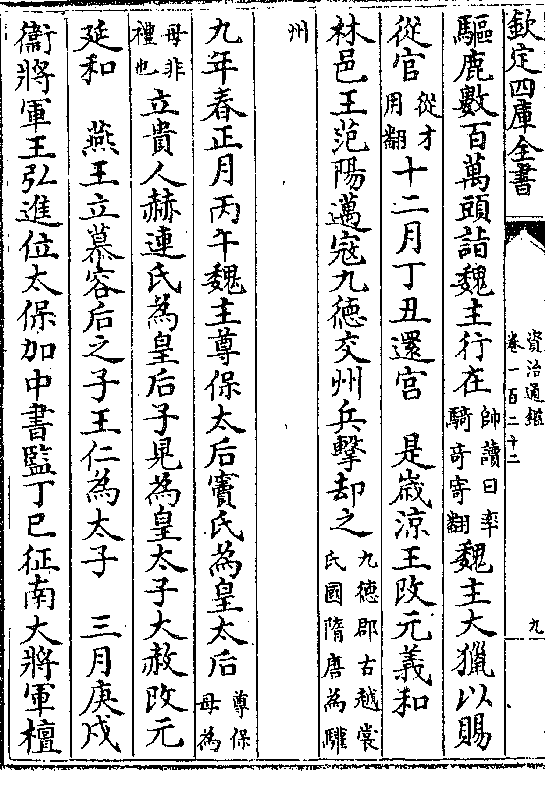 欽定四庫全書
資治通鑑
卷一百二十二
九
驅鹿數百萬頭詣魏主行在帥讀曰率騎奇寄翻魏主大獵以賜
從官從才用翻十二月丁丑還宮　是歲涼王改元義和
林邑王范陽邁寇九德交州兵擊却之九德郡古越裳氏國隋唐為驩
州
九年春正月丙午魏主尊保太后竇氏為皇太后尊保母為
母非禮也立貴人赫連氏為皇后子晃為皇太子大赦改元
延和　燕王立慕容后之子王仁為太子　三月庚戌
衞將軍王弘進位太保加中書監丁巳征南大將軍檀